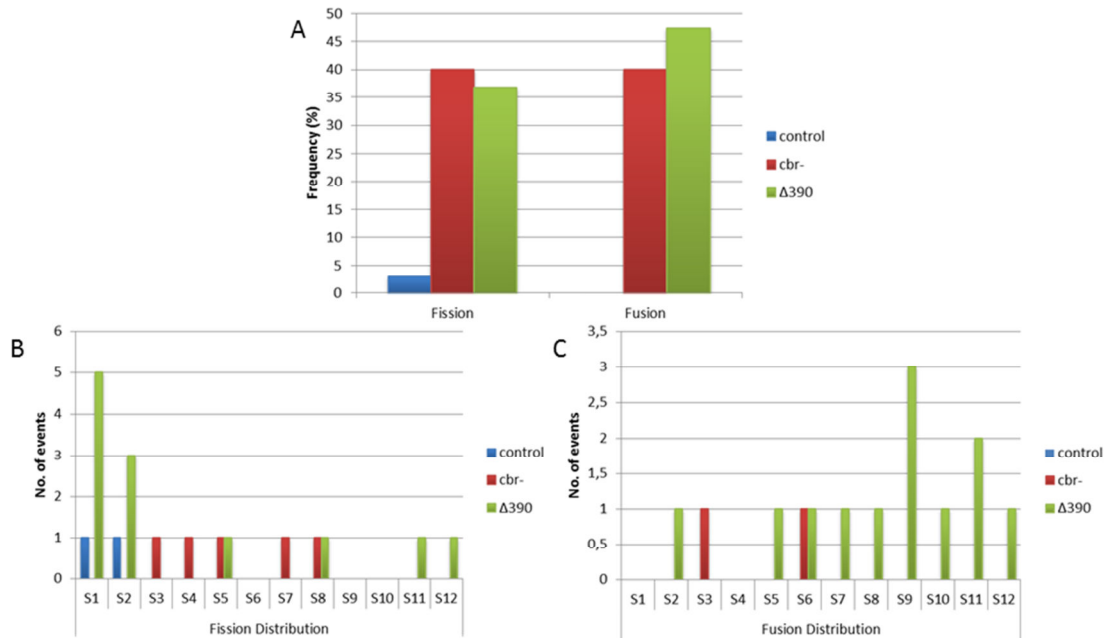 A
Frequency (%)
50
45
40
35
30
25
20
15
10
5
0
Fission
Fusion
control
cbr-
Δ390
B
No. of events
6
5
4
3
2
1
0
S1 S2 S3 S4 S5 S6 S7 S8 S9 S10 S11 S12
Fission Distribution
control
cbr-
Δ390
C
No. of events
3,5
3
2,5
2
1,5
1
0,5
0
S1 S2 S3 S4 S5 S6 S7 S8 S9 S10 S11 S12
Fusion Distribution
control
cbr-
Δ390